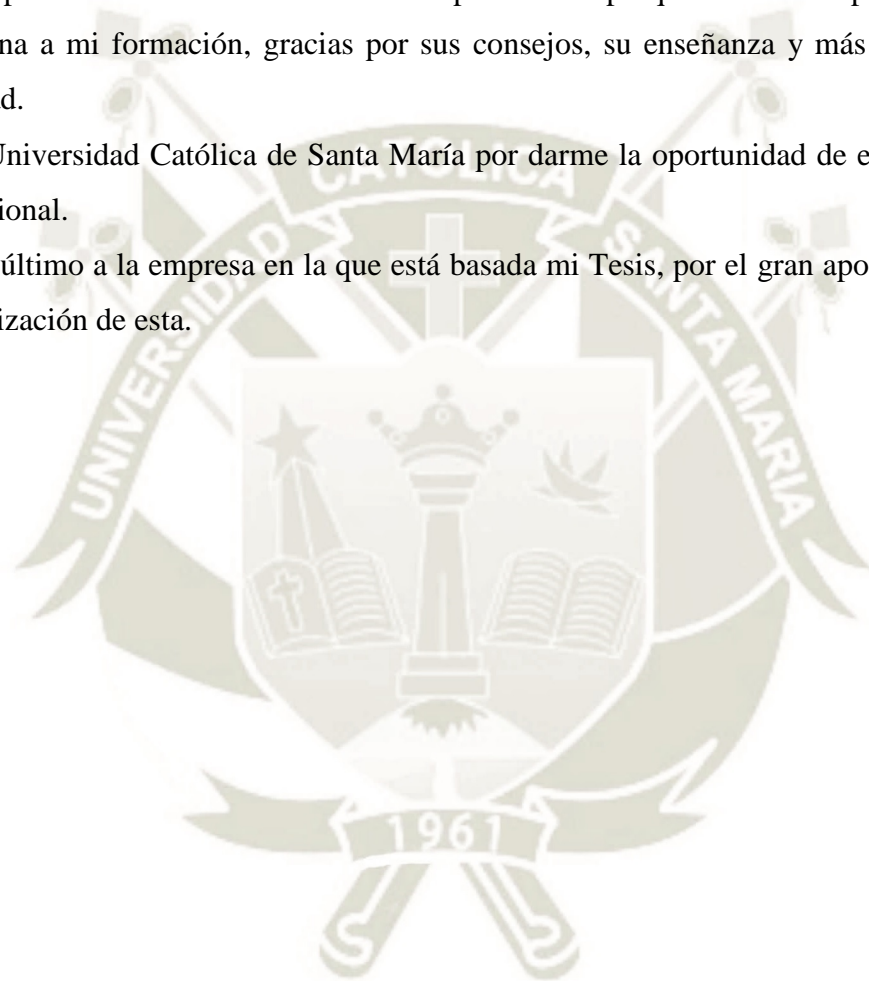 na a mi formación, gracias por sus consejos, su enseñanza y más
d.
Universidad Católica de Santa María por darme la oportunidad de e
ional.
último a la empresa en la que está basada mi Tesis, por el gran apo
ización de esta.
UNIVERSIDAD CATOLICA SANTA MARIA
1961